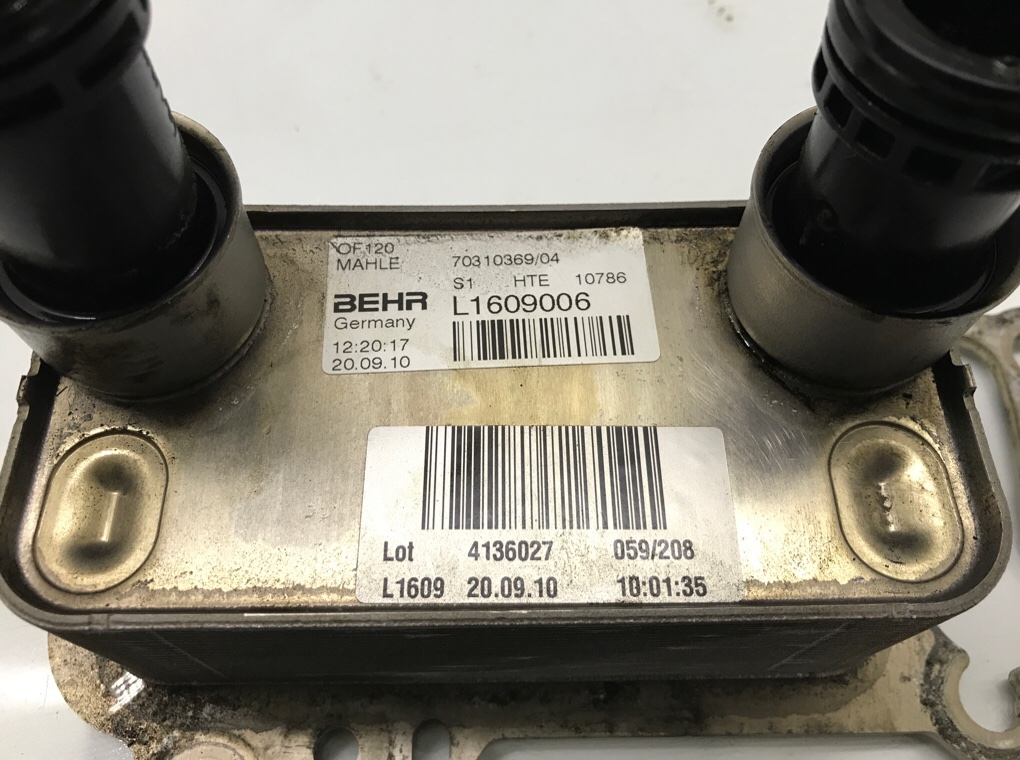 OF120
MAHLE 70310369/04
S1 HTE 10786
BEHR L1609006
Germany
12:20:17
20.09.10
Lot 4136027 059/208
L1609 20.09.10 10:01:35